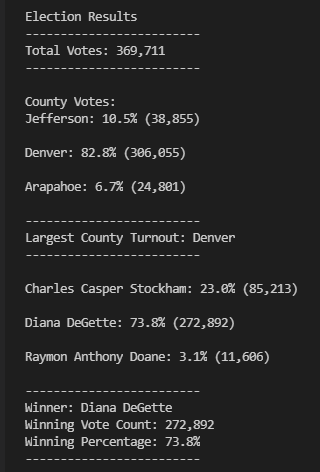 Election Results
-------------------------
Total Votes: 369,711
-------------------------
County Votes:
Jefferson: 10.5% (38,855)
Denver: 82.8% (306,055)
Arapahoe: 6.7% (24,801)
-------------------------
Largest County Turnout: Denver
-------------------------
Charles Casper Stockham: 23.0% (85,213)
Diana DeGette: 73.8% (272,892)
Raymon Anthony Doane: 3.1% (11,606)
-------------------------
Winner: Diana DeGette
Winning Vote Count: 272,892
Winning Percentage: 73.8%
-------------------------